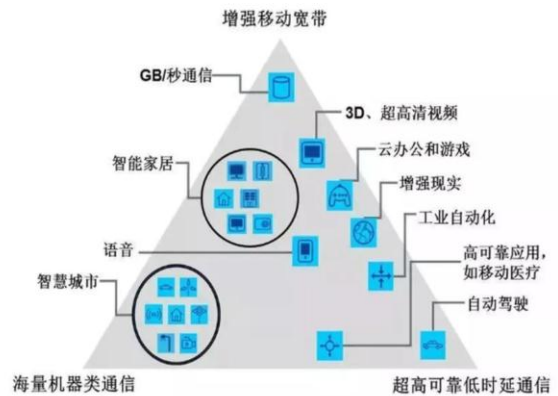 增强移动宽带
GB/秒通信
3D、超高清视频
智能家居
云办公和游戏
增强现实
工业自动化
语音
高可靠应用，
如移动医疗
智慧城市
自动驾驶
海量机器类通信
超高可靠低时延通信